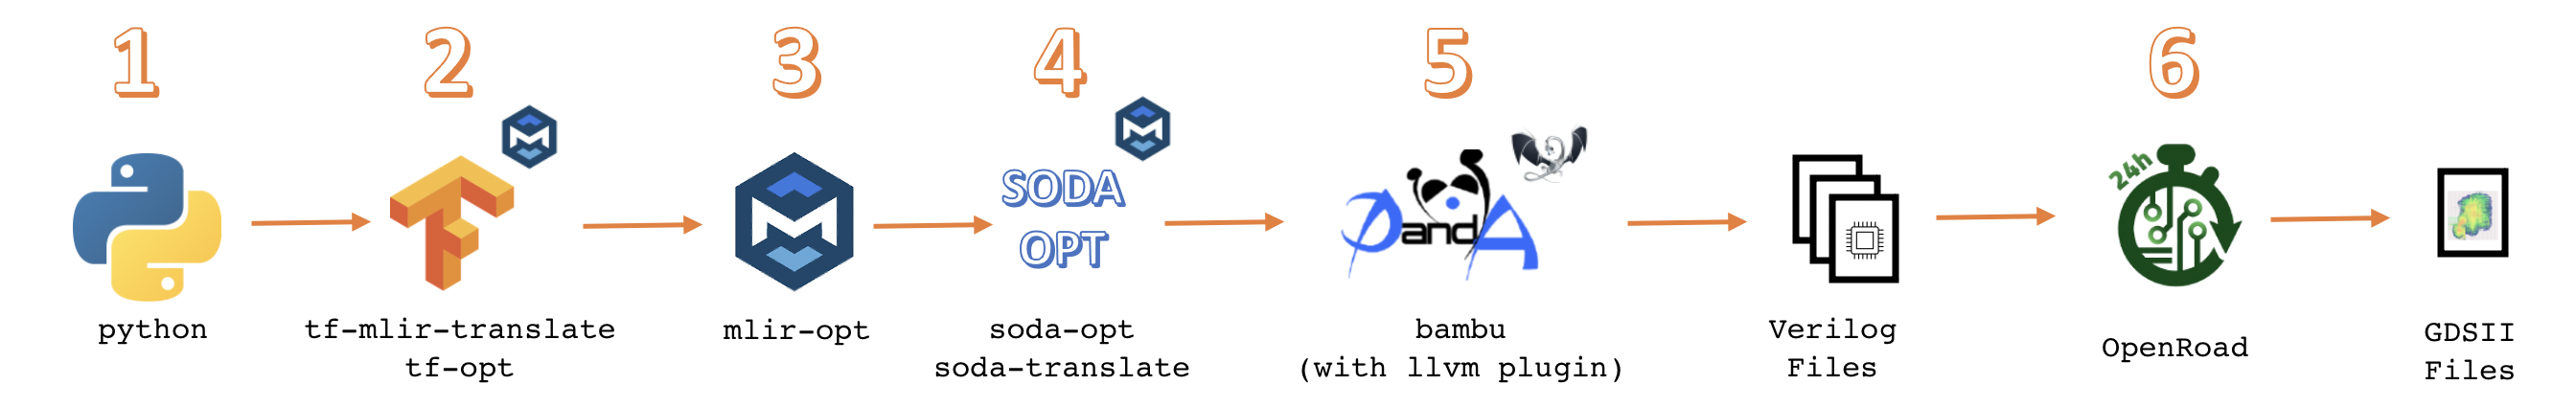 1
2
3
4
5
6
SODA
OPT
PandA
24h
python
tf-mlir-translate
tf-opt
mlir-opt
soda-opt
soda-translate
bambu
(with llvm plugin)
Verilog
Files
OpenRoad
GDSII
Files